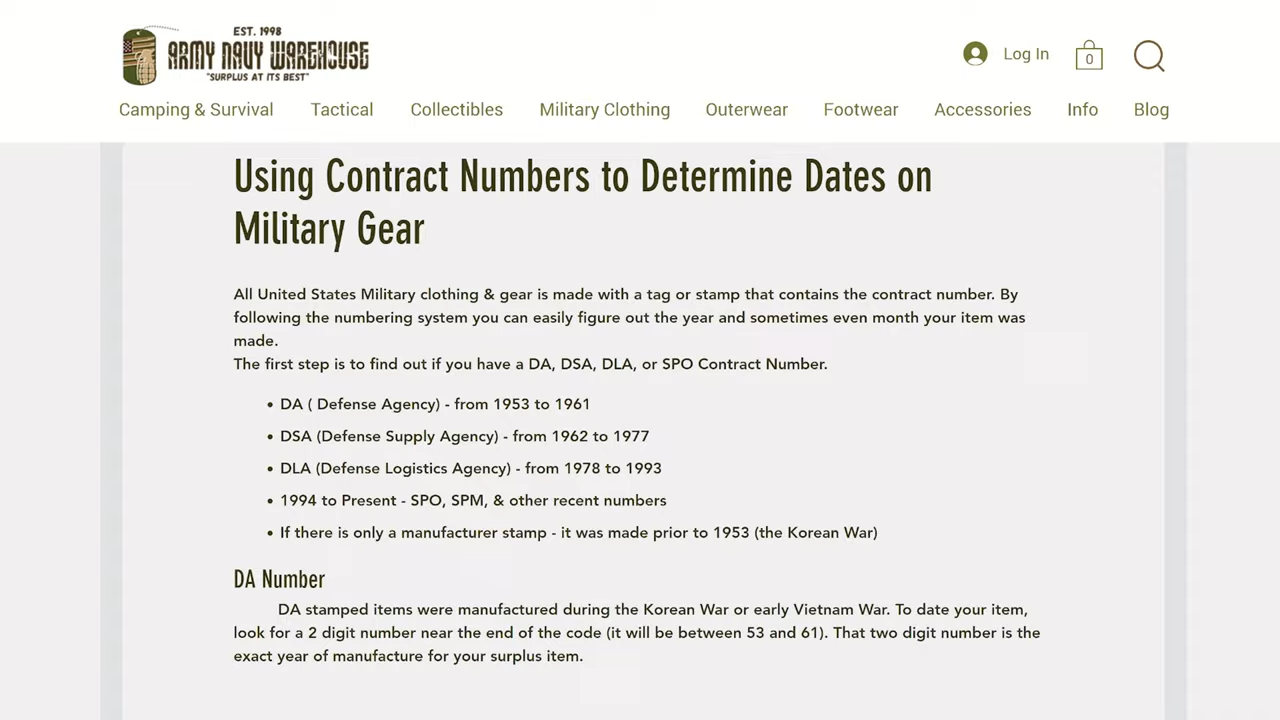 EST. 1998
ARMY NAVY WAREHOUSE
"SURPLUS AT ITS BEST"
Log In
0
Camping & Survival Tactical Collectibles Military Clothing Outerwear Footwear Accessories Info Blog
Using Contract Numbers to Determine Dates on
Military Gear
All United States Military clothing & gear is made with a tag or stamp that contains the contract number. By
following the numbering system you can easily figure out the year and sometimes even month your item was
made.
The first step is to find out if you have a DA, DSA, DLA, or SPO Contract Number.
• DA ( Defense Agency) - from 1953 to 1961
• DSA (Defense Supply Agency) - from 1962 to 1977
• DLA (Defense Logistics Agency) - from 1978 to 1993
• 1994 to Present - SPO, SPM, & other recent numbers
• If there is only a manufacturer stamp - it was made prior to 1953 (the Korean War)
DA Number
DA stamped items were manufactured during the Korean War or early Vietnam War. To date your item,
look for a 2 digit number near the end of the code (it will be between 53 and 61). That two digit number is the
exact year of manufacture for your surplus item.